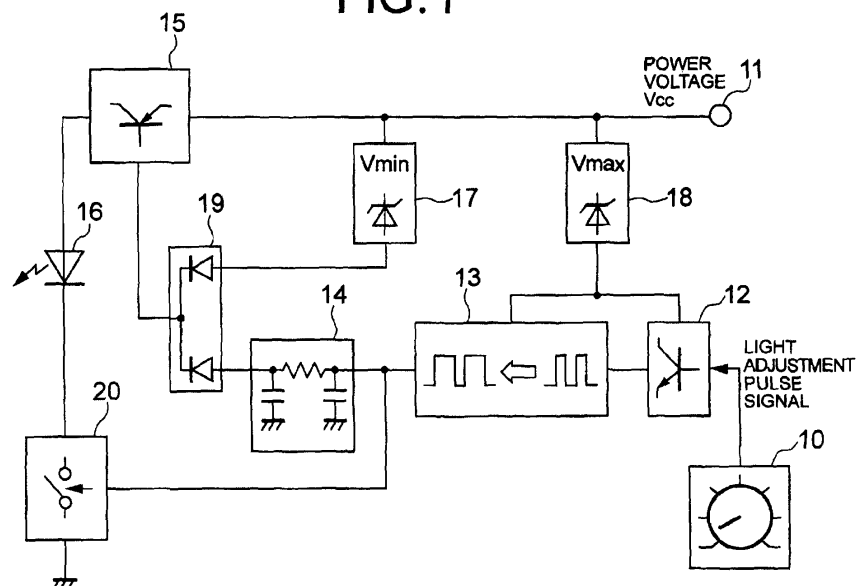 FIG. 1
15
POWER
VOLTAGE
Vcc
11
Vmin
17
Vmax
18
16
19
14
13
12
LIGHT
ADJUSTMENT
PULSE
SIGNAL
20
10